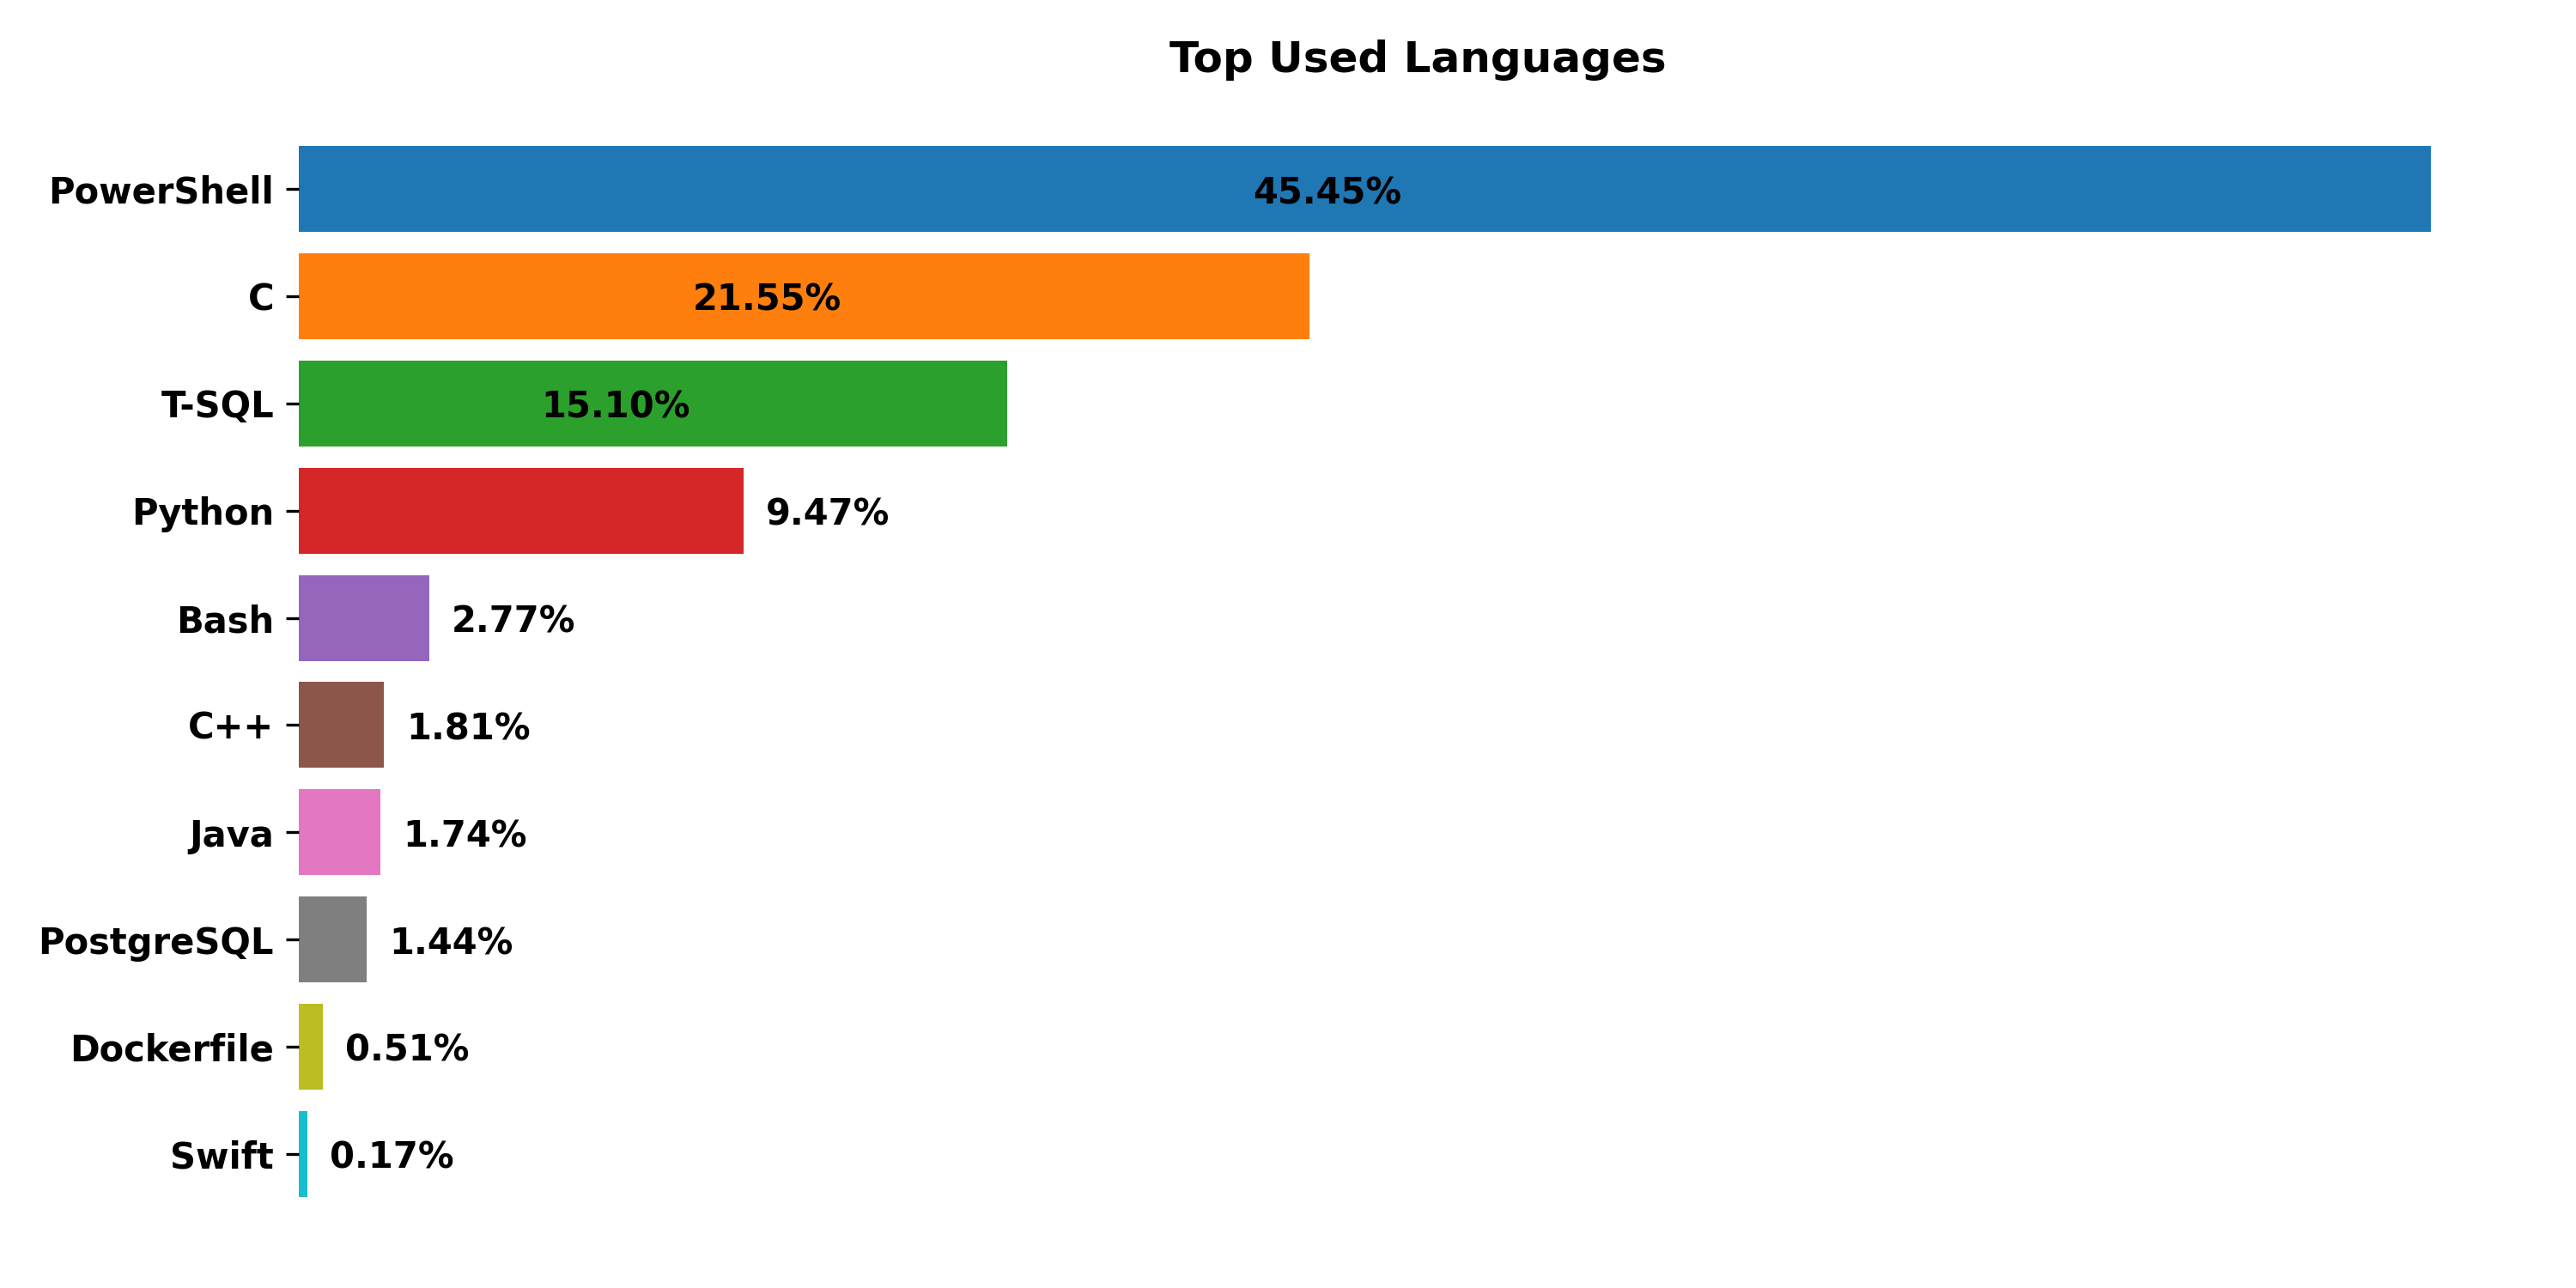 Top Used Languages
PowerShell 45.45%
C 21.55%
T-SQL 15.10%
Python 9.47%
Bash 2.77%
C++ 1.81%
Java 1.74%
PostgreSQL 1.44%
Dockerfile 0.51%
Swift 0.17%